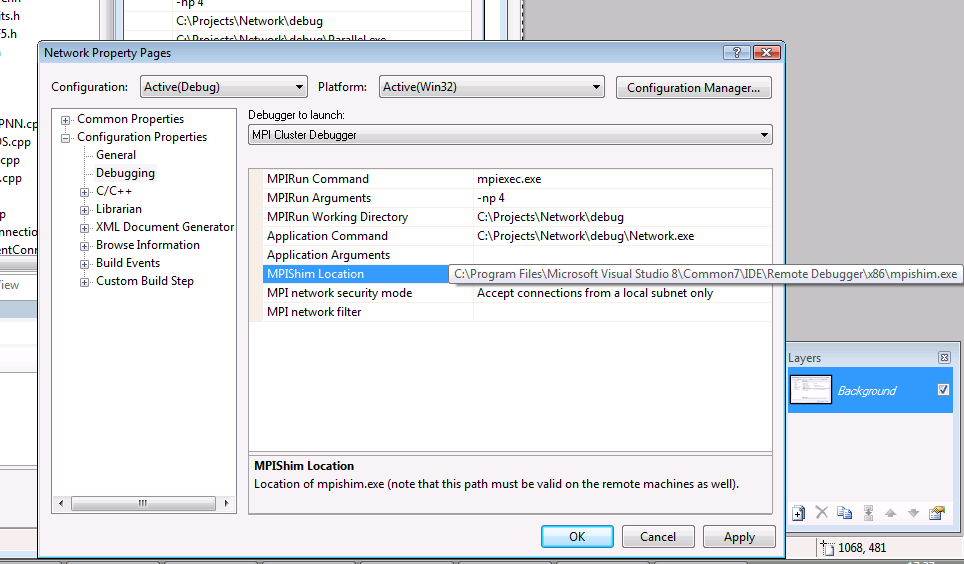 -np 4
its.h
C:\Projects\Network\debug
F5.h
C:\Projects\Network\debug\Parallel.exe
Network Property Pages
Configuration:
Active(Debug)
Platform:
Active(Win32)
Configuration Manager...
Common Properties
Configuration Properties
General
Debugging
C/C++
Librarian
XML Document Generator
Browse Information
Build Events
Custom Build Step
Debugger to launch:
MPI Cluster Debugger
MPIRun Command mpiexec.exe
MPIRun Arguments -np 4
MPIRun Working Directory C:\Projects\Network\debug
Application Command C:\Projects\Network\debug\Network.exe
Application Arguments
MPIShim Location C:\Program Files\Microsoft Visual Studio 8\Common7\IDE\Remote Debugger\x86\mpishim.exe
MPI network security mode Accept connections from a local subnet only
MPI network filter
MPIShim Location
Location of mpishim.exe (note that this path must be valid on the remote machines as well).
OK
Cancel
Apply
PNN.cp
OS.cpp
.cpp
.cpp
p
nnectio
entConn
iew
Layers
Background
1068, 481